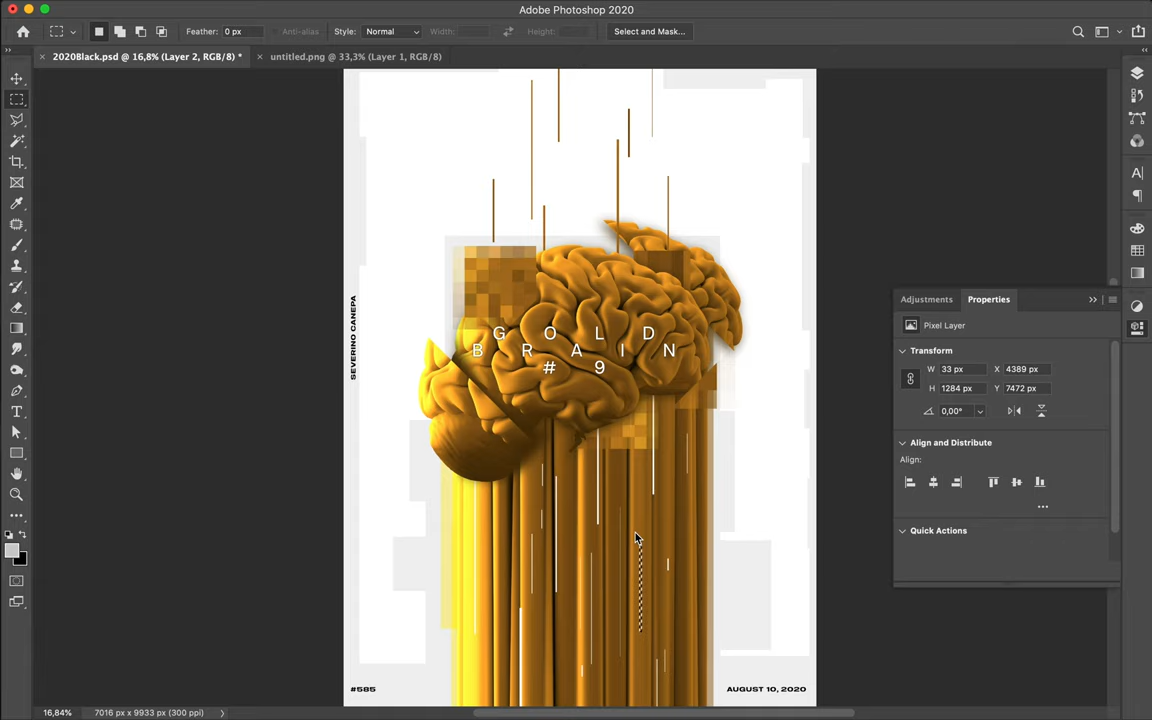 Adobe Photoshop 2020
Feather: 0 px
Anti-alias
Style: Normal
Width:
Height:
Select and Mask...
2020Black.psd @ 16,8% (Layer 2, RGB/8) *
untitled.png @ 33,3% (Layer 1, RGB/8)
SEVERINO CANEPA
G O L D
B R A I N
# 9
#585
AUGUST 10, 2020
Adjustments
Properties
Pixel Layer
Transform
W 33 px X 4389 px
H 1284 px Y 7472 px
0,00°
Align and Distribute
Align:
Quick Actions
16,84%
7016 px x 9933 px (300 ppi)